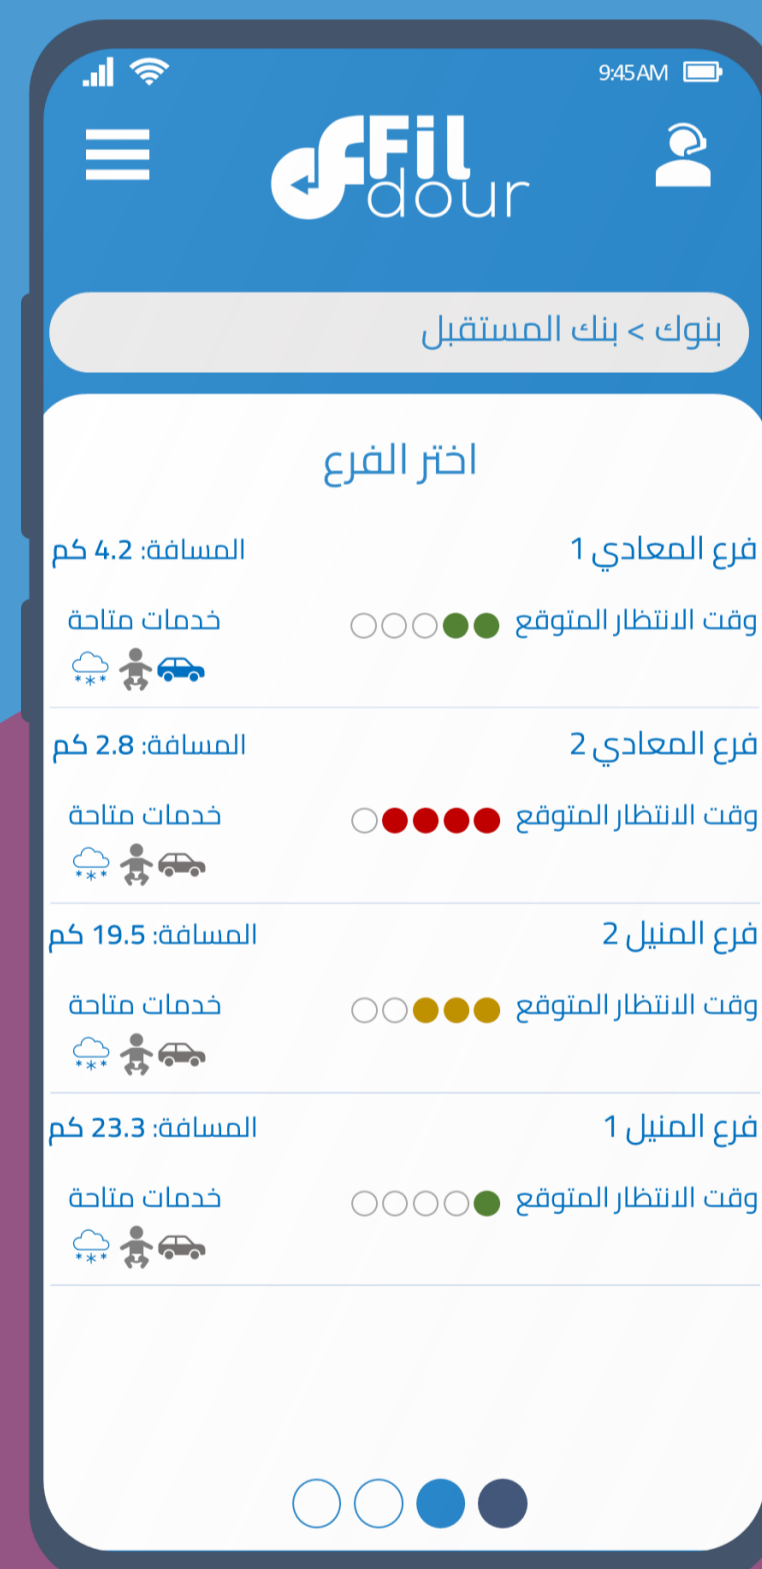 9:45 AM
Fil
dour
بنوك > بنك المستقبل
اختر الفرع
فرع المعادي 1
المسافة: 4.2 كم
وقت الانتظار المتوقع
خدمات متاحة
فرع المعادي 2
المسافة: 2.8 كم
وقت الانتظار المتوقع
خدمات متاحة
فرع المنيل 2
المسافة: 19.5 كم
وقت الانتظار المتوقع
خدمات متاحة
فرع المنيل 1
المسافة: 23.3 كم
وقت الانتظار المتوقع
خدمات متاحة